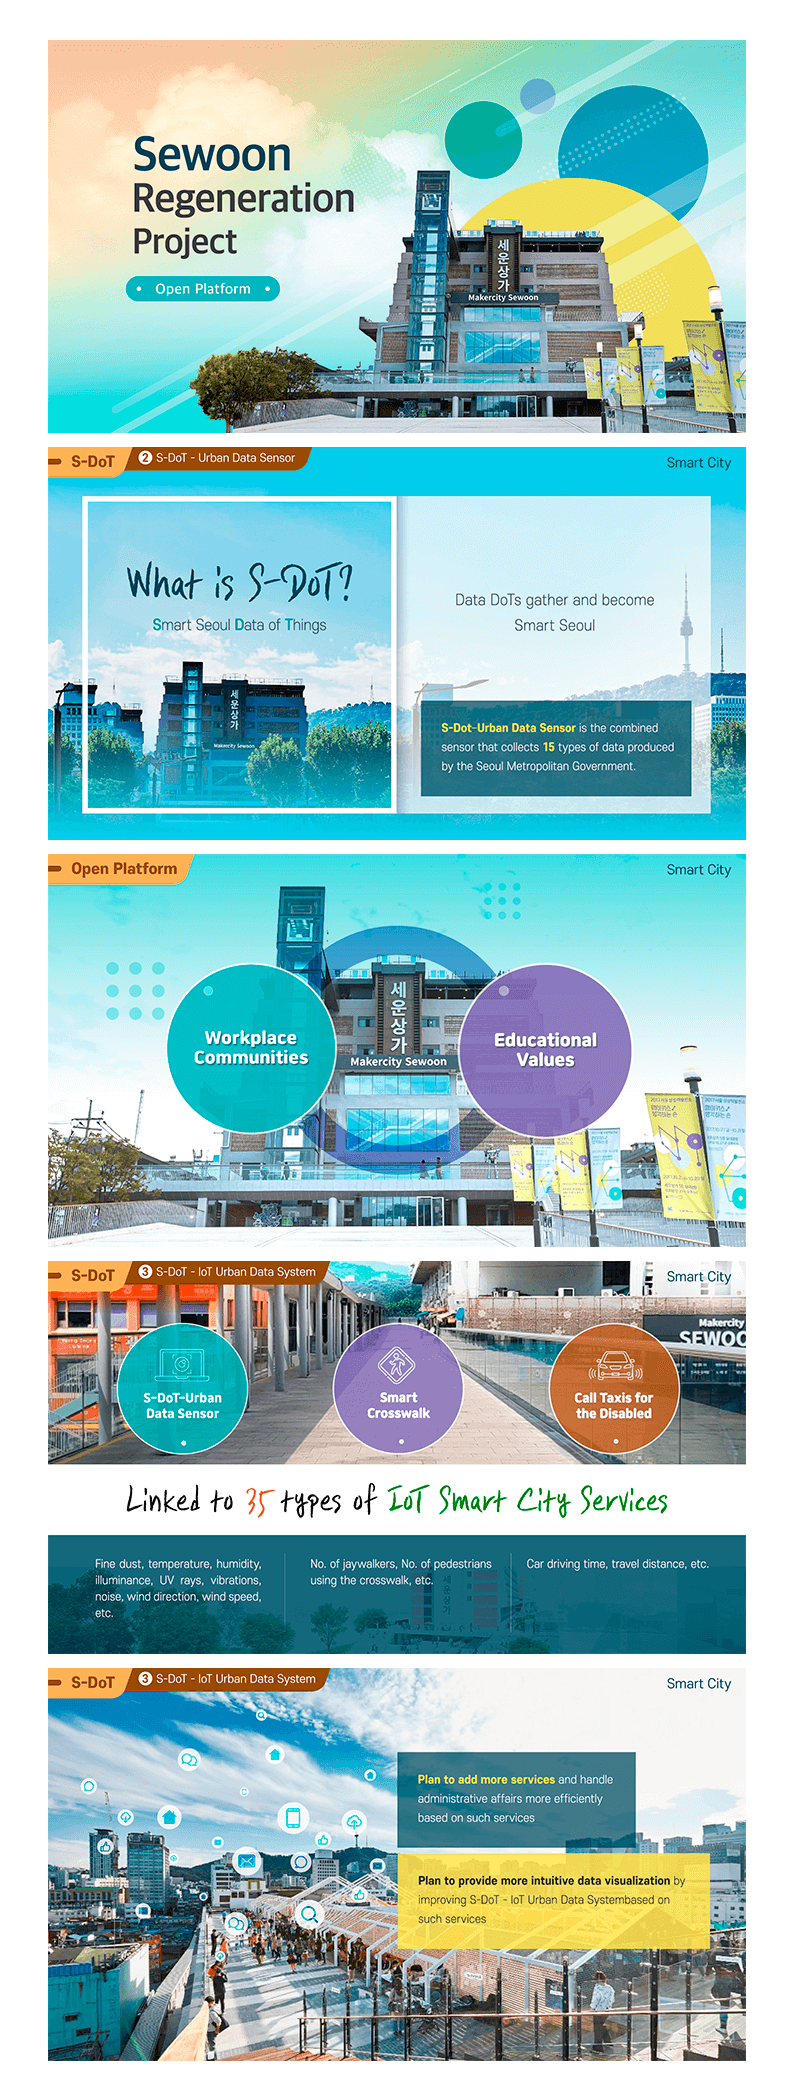 Sewoon
Regeneration
Project
Open Platform
세운상가
Makercity Sewoon
S-DoT
2 S-DoT - Urban Data Sensor
Smart City
What is S-DoT?
Smart Seoul Data of Things
세운상가
Makercity Sewoon
Data DoTs gather and become
Smart Seoul
S-Dot-Urban Data Sensor is the combined
sensor that collects 15 types of data produced
by the Seoul Metropolitan Government.
Open Platform
Smart City
Workplace
Communities
세운상가
Makercity Sewoon
Educational
Values
S-DoT
3 S-DoT - IoT Urban Data System
Smart City
Makercity
SEWOO
S-DoT-Urban
Data Sensor
Smart
Crosswalk
Call Taxis for
the Disabled
Linked to 35 types of IoT Smart City Services
Fine dust, temperature, humidity,
illuminance, UV rays, vibrations,
noise, wind direction, wind speed,
etc.
No. of jaywalkers, No. of pedestrians
using the crosswalk, etc.
Car driving time, travel distance, etc.
세운상가
S-DoT
3 S-DoT - IoT Urban Data System
Smart City
Plan to add more services and handle
administrative affairs more efficiently
based on such services
Plan to provide more intuitive data visualization by
improving S-DoT - IoT Urban Data Systembased on
such services